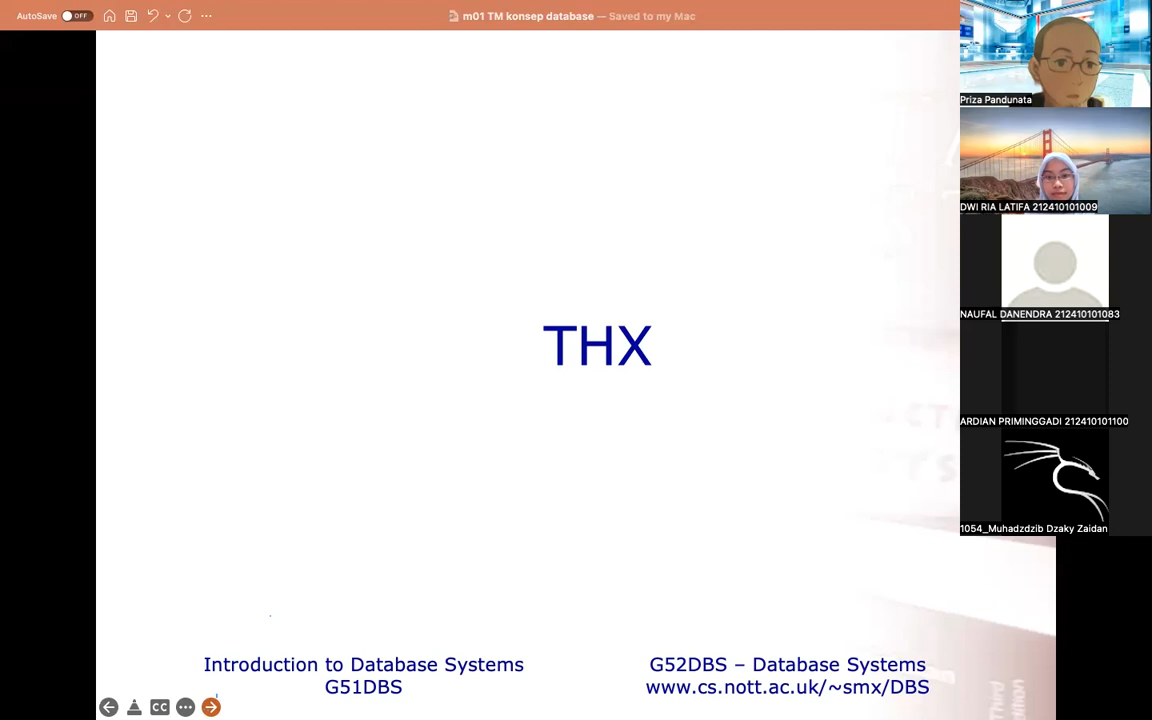 AutoSave OFF
m01 TM konsep database — Saved to my Mac
Priza Pandunata
DWI RIA LATIFA 212410101009
NAUFAL DANENDRA 212410101083
THX
ARDIAN PRIMINGGADI 212410101100
1054_Muhadzdzib Dzaky Zaidan
Introduction to Database Systems
G51DBS
G52DBS – Database Systems
www.cs.nott.ac.uk/~smx/DBS
CC